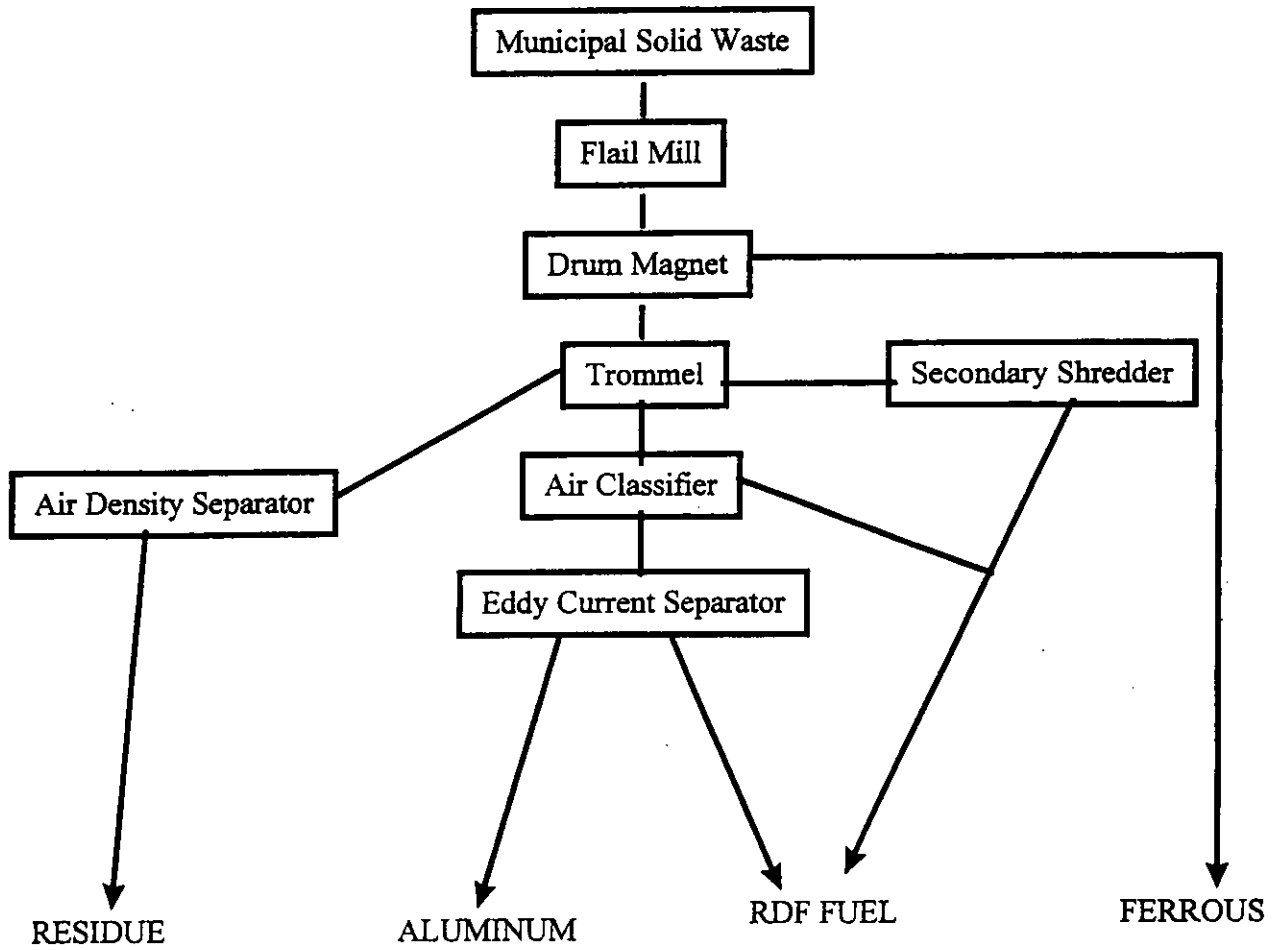 Municipal Solid Waste
Flail Mill
Drum Magnet
Trommel
Secondary Shredder
Air Classifier
Air Density Separator
Eddy Current Separator
RESIDUE
ALUMINUM
RDF FUEL
FERROUS